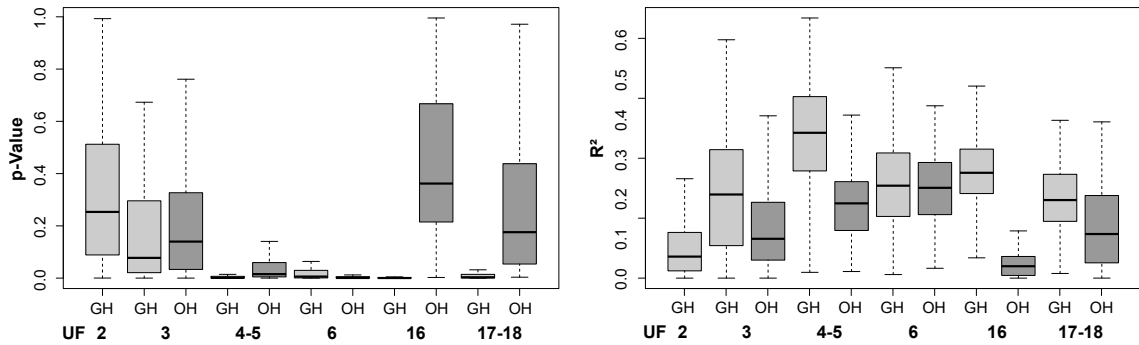 p-Value
0.0 0.2 0.4 0.6 0.8 1.0
GH GH OH GH OH GH OH GH OH GH OH
UF 2 3 4-5 6 16 17-18
R²
0.0 0.1 0.2 0.3 0.4 0.5 0.6
GH GH OH GH OH GH OH GH OH GH OH
UF 2 3 4-5 6 16 17-18